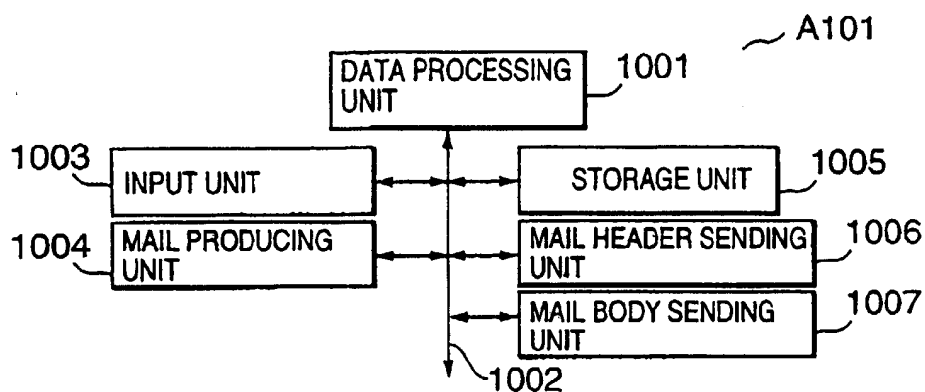 A101
DATA PROCESSING
UNIT
1001
1003
INPUT UNIT
STORAGE UNIT
1005
1004
MAIL PRODUCING
UNIT
MAIL HEADER SENDING
UNIT
1006
MAIL BODY SENDING
UNIT
1007
1002